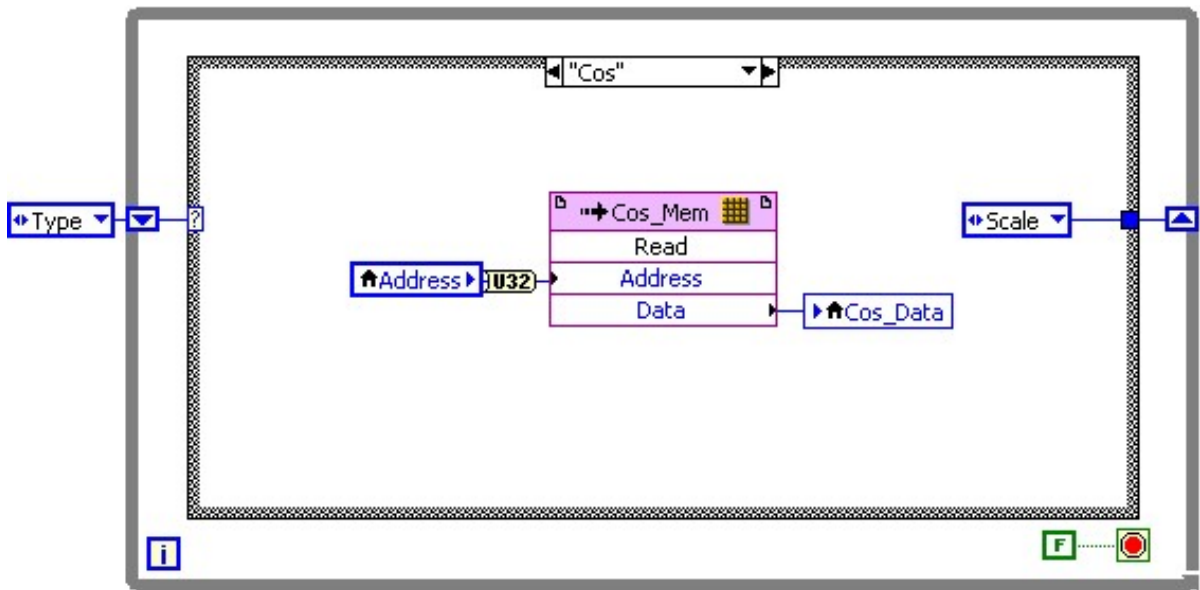 "Cos"
Type
?
Cos_Mem
Read
Address
U32
Address
Data
Cos_Data
Scale
i
F